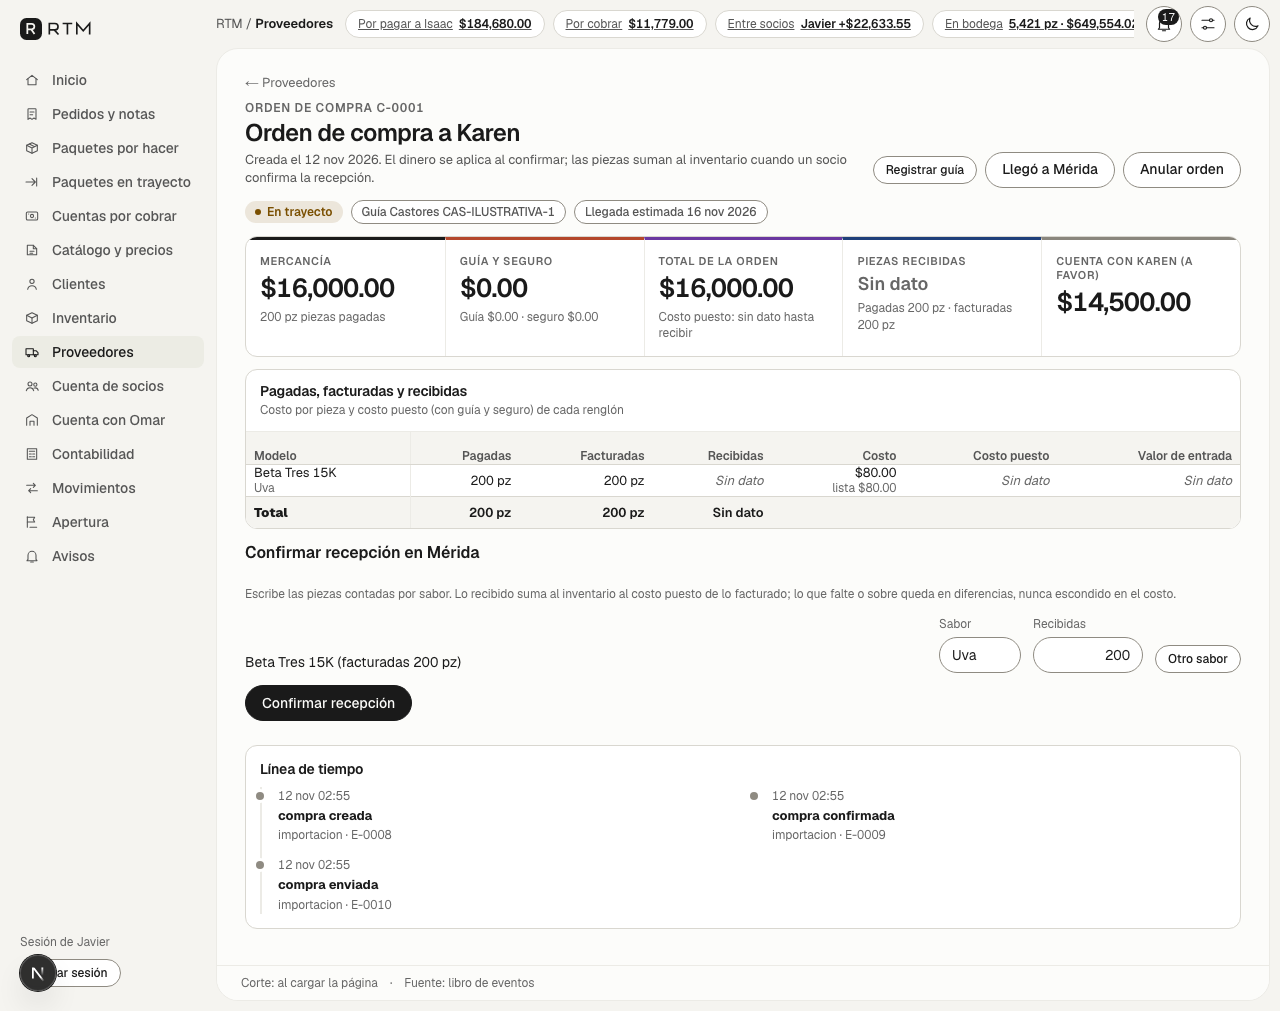 R RTM
RTM / Proveedores
Por pagar a Isaac $184,680.00
Por cobrar $11,779.00
Entre socios Javier +$22,633.55
En bodega 5,421 pz · $649,554.02
17
Inicio
Pedidos y notas
Paquetes por hacer
Paquetes en trayecto
Cuentas por cobrar
Catálogo y precios
Clientes
Inventario
Proveedores
Cuenta de socios
Cuenta con Omar
Contabilidad
Movimientos
Apertura
Avisos
Sesión de Javier
N
ar sesión
← Proveedores
ORDEN DE COMPRA C-0001
Orden de compra a Karen
Creada el 12 nov 2026. El dinero se aplica al confirmar; las piezas suman al inventario cuando un socio
confirma la recepción.
Registrar guía
Llegó a Mérida
Anular orden
En trayecto
Guía Castores CAS-ILUSTRATIVA-1
Llegada estimada 16 nov 2026
MERCANCÍA
$16,000.00
200 pz piezas pagadas
GUÍA Y SEGURO
$0.00
Guía $0.00 · seguro $0.00
TOTAL DE LA ORDEN
$16,000.00
Costo puesto: sin dato hasta
recibir
PIEZAS RECIBIDAS
Sin dato
Pagadas 200 pz · facturadas
200 pz
CUENTA CON KAREN (A
FAVOR)
$14,500.00
Pagadas, facturadas y recibidas
Costo por pieza y costo puesto (con guía y seguro) de cada renglón
Modelo Pagadas Facturadas Recibidas Costo Costo puesto Valor de entrada
Beta Tres 15K 200 pz 200 pz Sin dato $80.00 Sin dato Sin dato
Uva lista $80.00
Total 200 pz 200 pz Sin dato
Confirmar recepción en Mérida
Escribe las piezas contadas por sabor. Lo recibido suma al inventario al costo puesto de lo facturado; lo que falte o sobre queda en diferencias, nunca escondido en el costo.
Sabor Recibidas
Beta Tres 15K (facturadas 200 pz) Uva 200 Otro sabor
Confirmar recepción
Línea de tiempo
12 nov 02:55
compra creada
importacion · E-0008
12 nov 02:55
compra confirmada
importacion · E-0009
12 nov 02:55
compra enviada
importacion · E-0010
Corte: al cargar la página · Fuente: libro de eventos